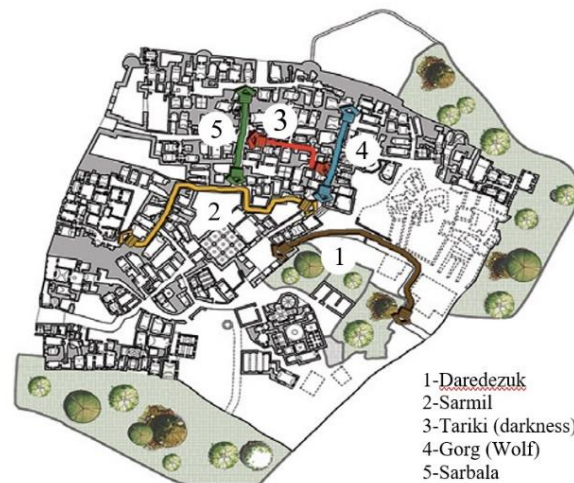 5
3
4
2
1
1-Daredezuk
2-Sarmil
3-Tariki (darkness)
4-Gorg (Wolf)
5-Sarbala